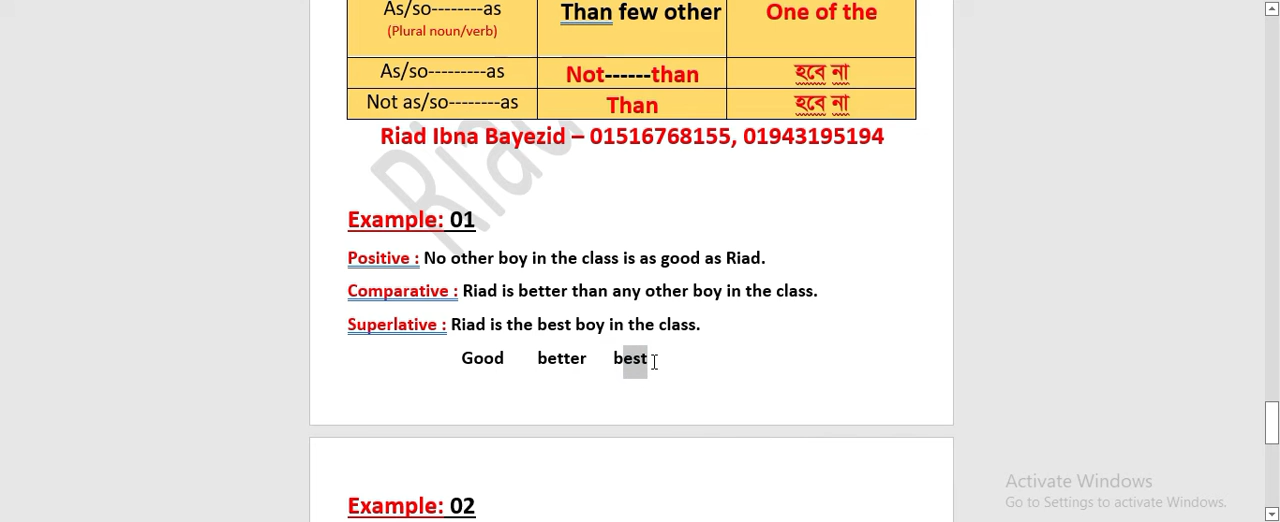 As/so--------as Than few other One of the
(Plural noun/verb)
As/so---------as Not------than হবে না
Not as/so--------as Than হবে না
Riad Ibna Bayezid – 01516768155, 01943195194
Riad
Example: 01
Positive : No other boy in the class is as good as Riad.
Comparative : Riad is better than any other boy in the class.
Superlative : Riad is the best boy in the class.
Good better best
Example: 02
Activate Windows
Go to Settings to activate Windows.